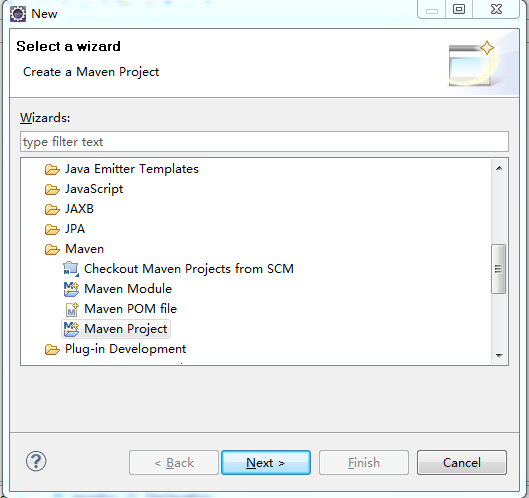 New
Select a wizard
Create a Maven Project
Wizards:
type filter text
Java Emitter Templates
JavaScript
JAXB
JPA
Maven
Checkout Maven Projects from SCM
Maven Module
Maven POM file
Maven Project
Plug-in Development
< Back
Next >
Finish
Cancel